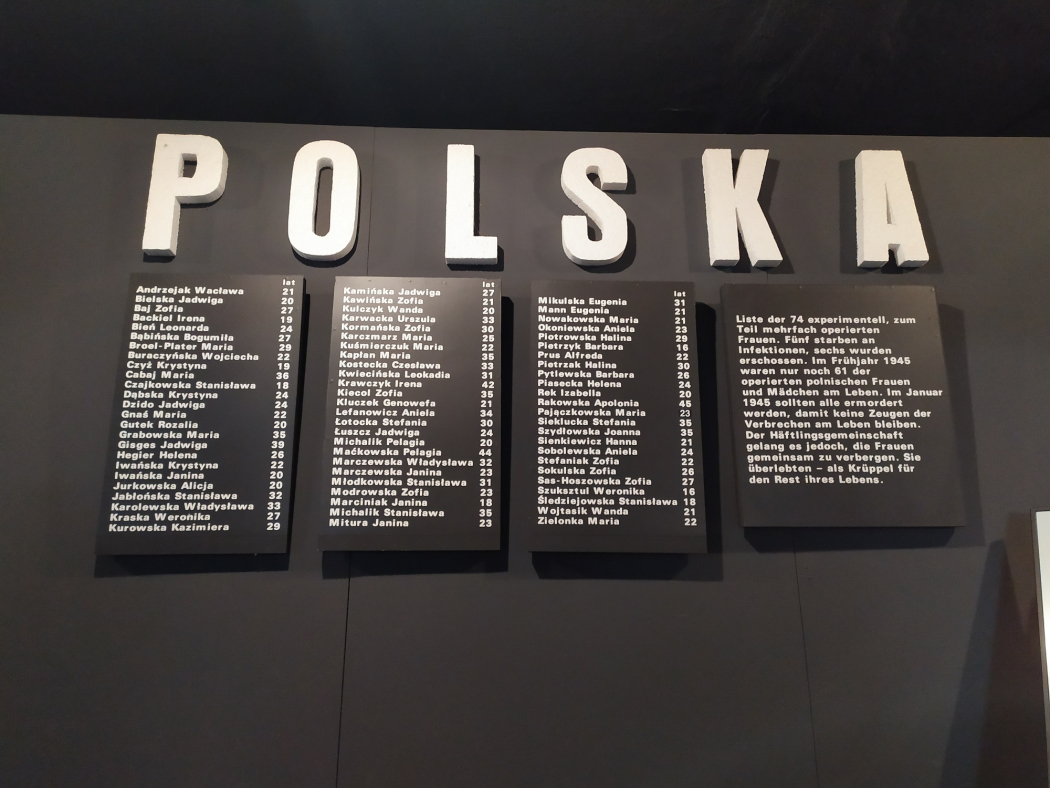 POLSKA
lat
Andrzejak Wacława 21
Bielska Jadwiga 20
Baj Zofia 27
Backiel Irena 19
Bień Leonarda 24
Bąbińska Bogumiła 27
Broel-Plater Maria 29
Buraczyńska Wojciecha 22
Czyż Krystyna 19
Cabaj Maria 36
Czajkowska Stanisława 18
Dąbska Krystyna 24
Dzido Jadwiga 24
Gnaś Maria 22
Gutek Rozalia 20
Grabowska Maria 35
Gisges Jadwiga 39
Hegier Helena 26
Iwańska Krystyna 22
Iwańska Janina 20
Jurkowska Alicja 20
Jabłońska Stanisława 32
Karolewska Władysława 33
Kraska Weronika 27
Kurowska Kazimiera 29
lat
Kamińska Jadwiga 27
Kawińska Zofia 21
Kulczyk Wanda 20
Karwacka Urszula 33
Kormańska Zofia 30
Karczmarz Maria 25
Kuśmierczuk Maria 22
Kapłan Maria 35
Kostecka Czesława 33
Kwiecińska Leokadia 31
Krawczyk Irena 42
Kiecol Zofia 35
Kluczek Genowefa 21
Lefanowicz Aniela 34
Łotocka Stefania 30
Łuszcz Jadwiga 24
Michalik Pelagia 20
Maćkowska Pelagia 44
Marczewska Władysława 32
Marczewska Janina 23
Młodkowska Stanisława 31
Modrowska Zofia 23
Marciniak Janina 18
Michalik Stanisława 35
Mitura Janina 23
lat
Mikulska Eugenia 31
Mann Eugenia 21
Nowakowska Maria 21
Okoniewska Aniela 23
Piotrowska Halina 29
Pietrzyk Barbara 16
Prus Alfreda 22
Pietrzak Halina 30
Pytlewska Barbara 26
Piasecka Helena 24
Rek Izabella 20
Rakowska Apolonia 45
Pajączkowska Maria 23
Sieklucka Stefania 35
Szydłowska Joanna 35
Sienkiewicz Hanna 21
Sobolewska Aniela 24
Stefaniak Zofia 22
Sokulska Zofia 26
Sas-Hoszowska Zofia 27
Szuksztul Weronika 16
Śledziejowska Stanisława 18
Wojtasik Wanda 21
Zielonka Maria 22
Liste der 74 experimentell, zum
Teil mehrfach operierten
Frauen. Fünf starben an
Infektionen, sechs wurden
erschossen. Im Frühjahr 1945
waren nur noch 61 der
operierten polnischen Frauen
und Mädchen am Leben. Im Januar
1945 sollten alle ermordert
werden, damit keine Zeugen der
Verbrechen am Leben bleiben.
Der Häftlingsgemeinschaft
gelang es jedoch, die Frauen
gemeinsam zu verbergen. Sie
überlebten – als Krüppel für
den Rest ihres Lebens.